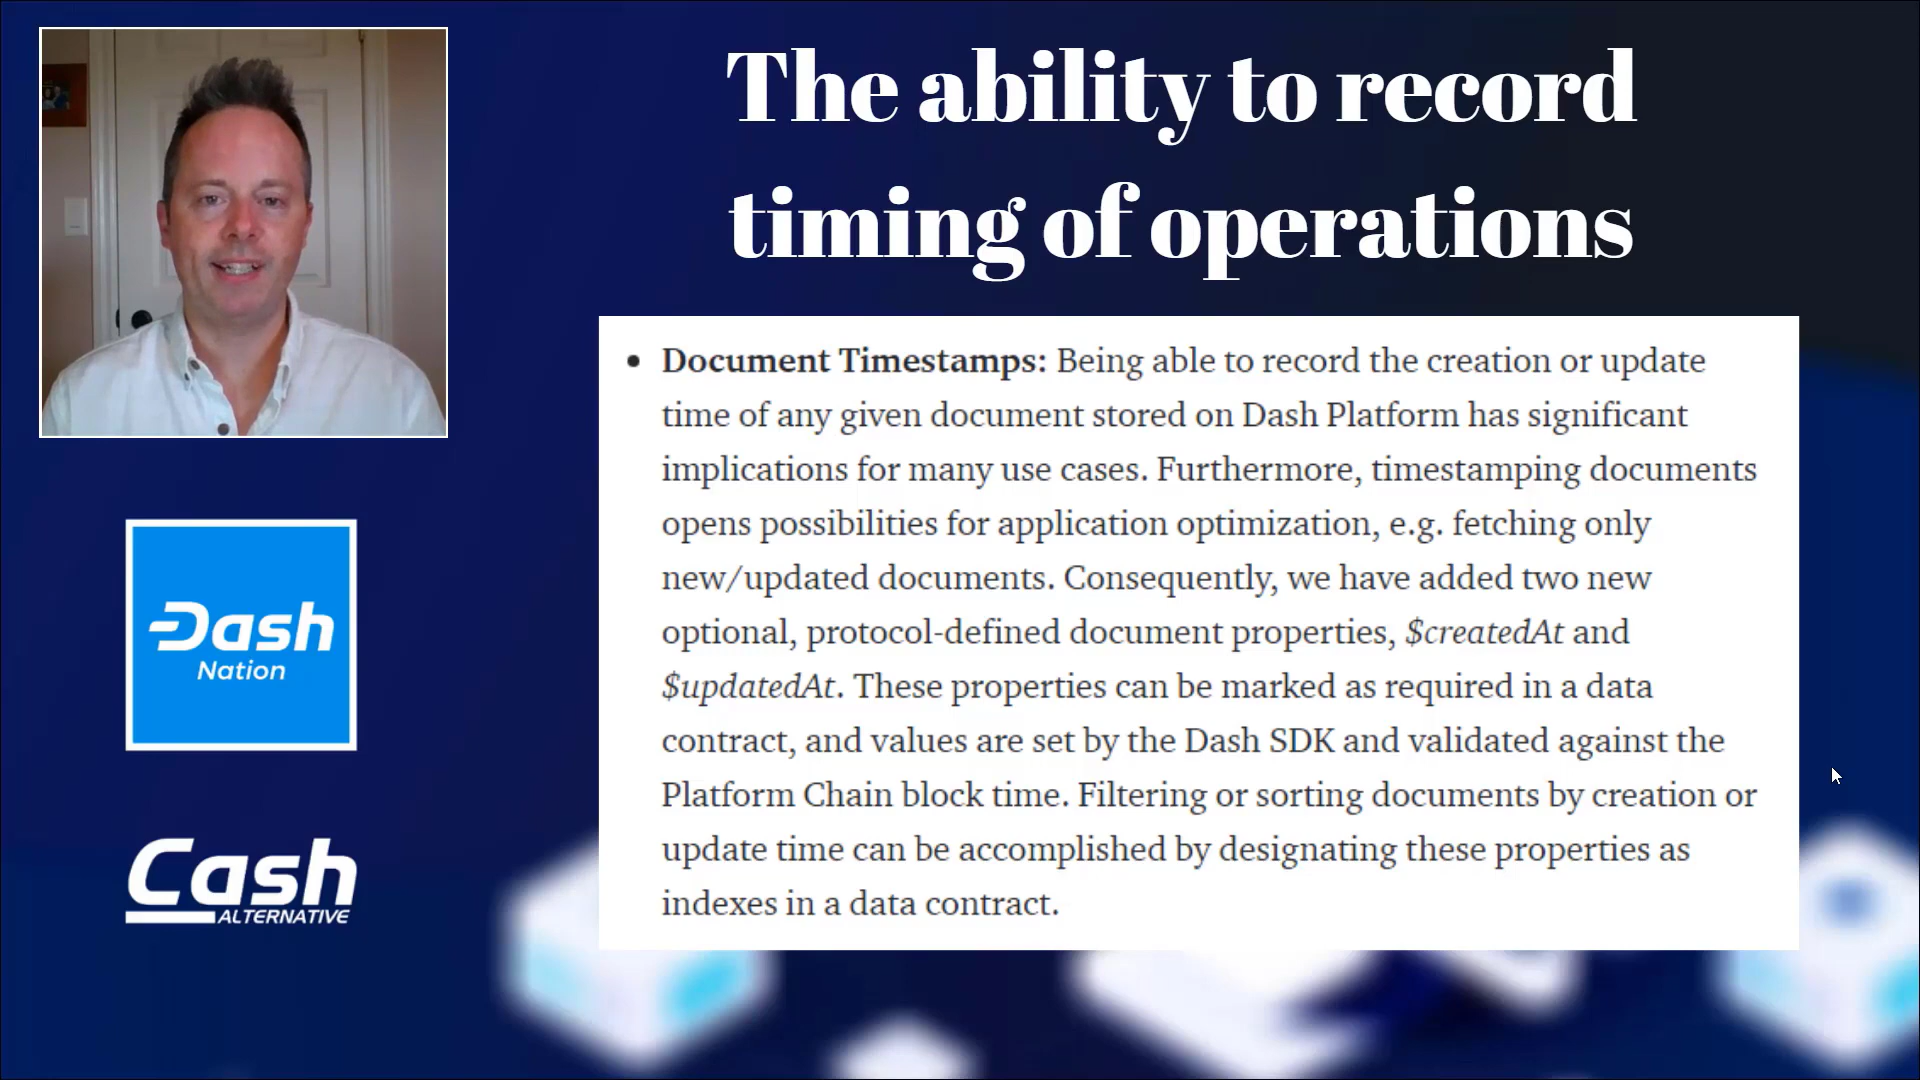 The ability to record
timing of operations
• Document Timestamps: Being able to record the creation or update
time of any given document stored on Dash Platform has significant
implications for many use cases. Furthermore, timestamping documents
opens possibilities for application optimization, e.g. fetching only
new/updated documents. Consequently, we have added two new
optional, protocol-defined document properties, $createdAt and
$updatedAt. These properties can be marked as required in a data
contract, and values are set by the Dash SDK and validated against the
Platform Chain block time. Filtering or sorting documents by creation or
update time can be accomplished by designating these properties as
indexes in a data contract.
Dash
Nation
Cash
ALTERNATIVE